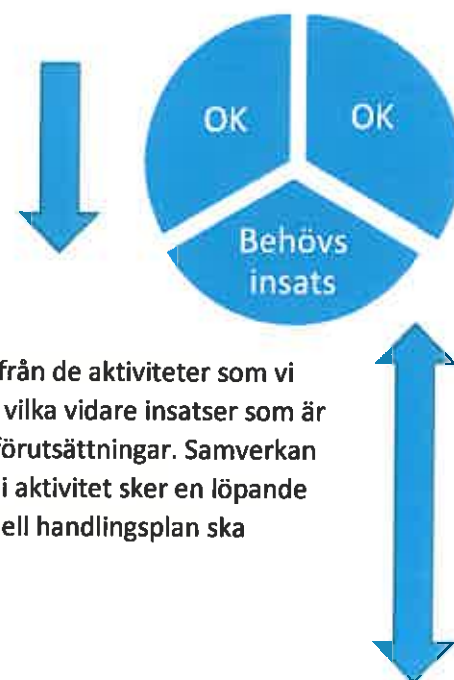 OK
OK
Behövs
insats
från de aktiviteter som vi
vilka vidare insatser som är
förutsättningar. Samverkan
i aktivitet sker en löpande
ell handlingsplan ska